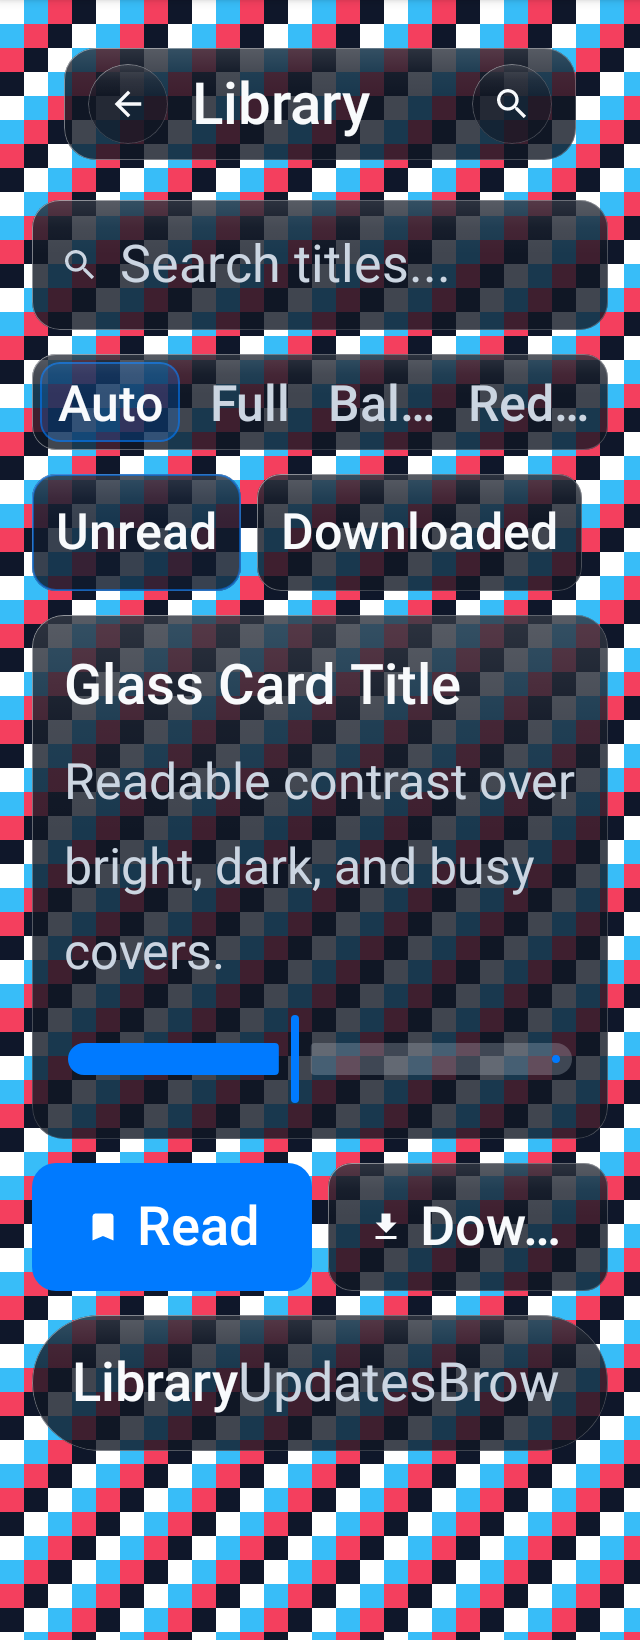 Library
Search titles...
Auto Full Bal... Red...
Unread Downloaded
Glass Card Title
Readable contrast over
bright, dark, and busy
covers.
Read Dow...
LibraryUpdatesBrow